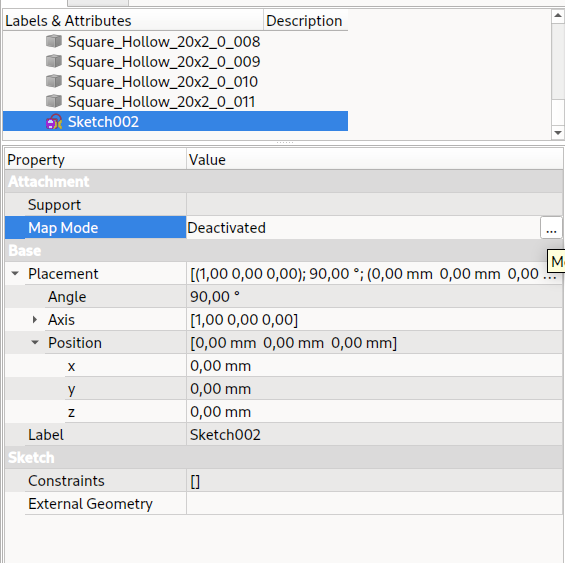 Labels & Attributes Description
Square_Hollow_20x2_0_008
Square_Hollow_20x2_0_009
Square_Hollow_20x2_0_010
Square_Hollow_20x2_0_011
Sketch002
Property Value
Attachment
Support
Map Mode Deactivated ...
Base
Placement [(1,00 0,00 0,00); 90,00 °; (0,00 mm 0,00 mm 0,00 ...
Angle 90,00 °
Axis [1,00 0,00 0,00]
Position [0,00 mm 0,00 mm 0,00 mm]
x 0,00 mm
y 0,00 mm
z 0,00 mm
Label Sketch002
Sketch
Constraints []
External Geometry